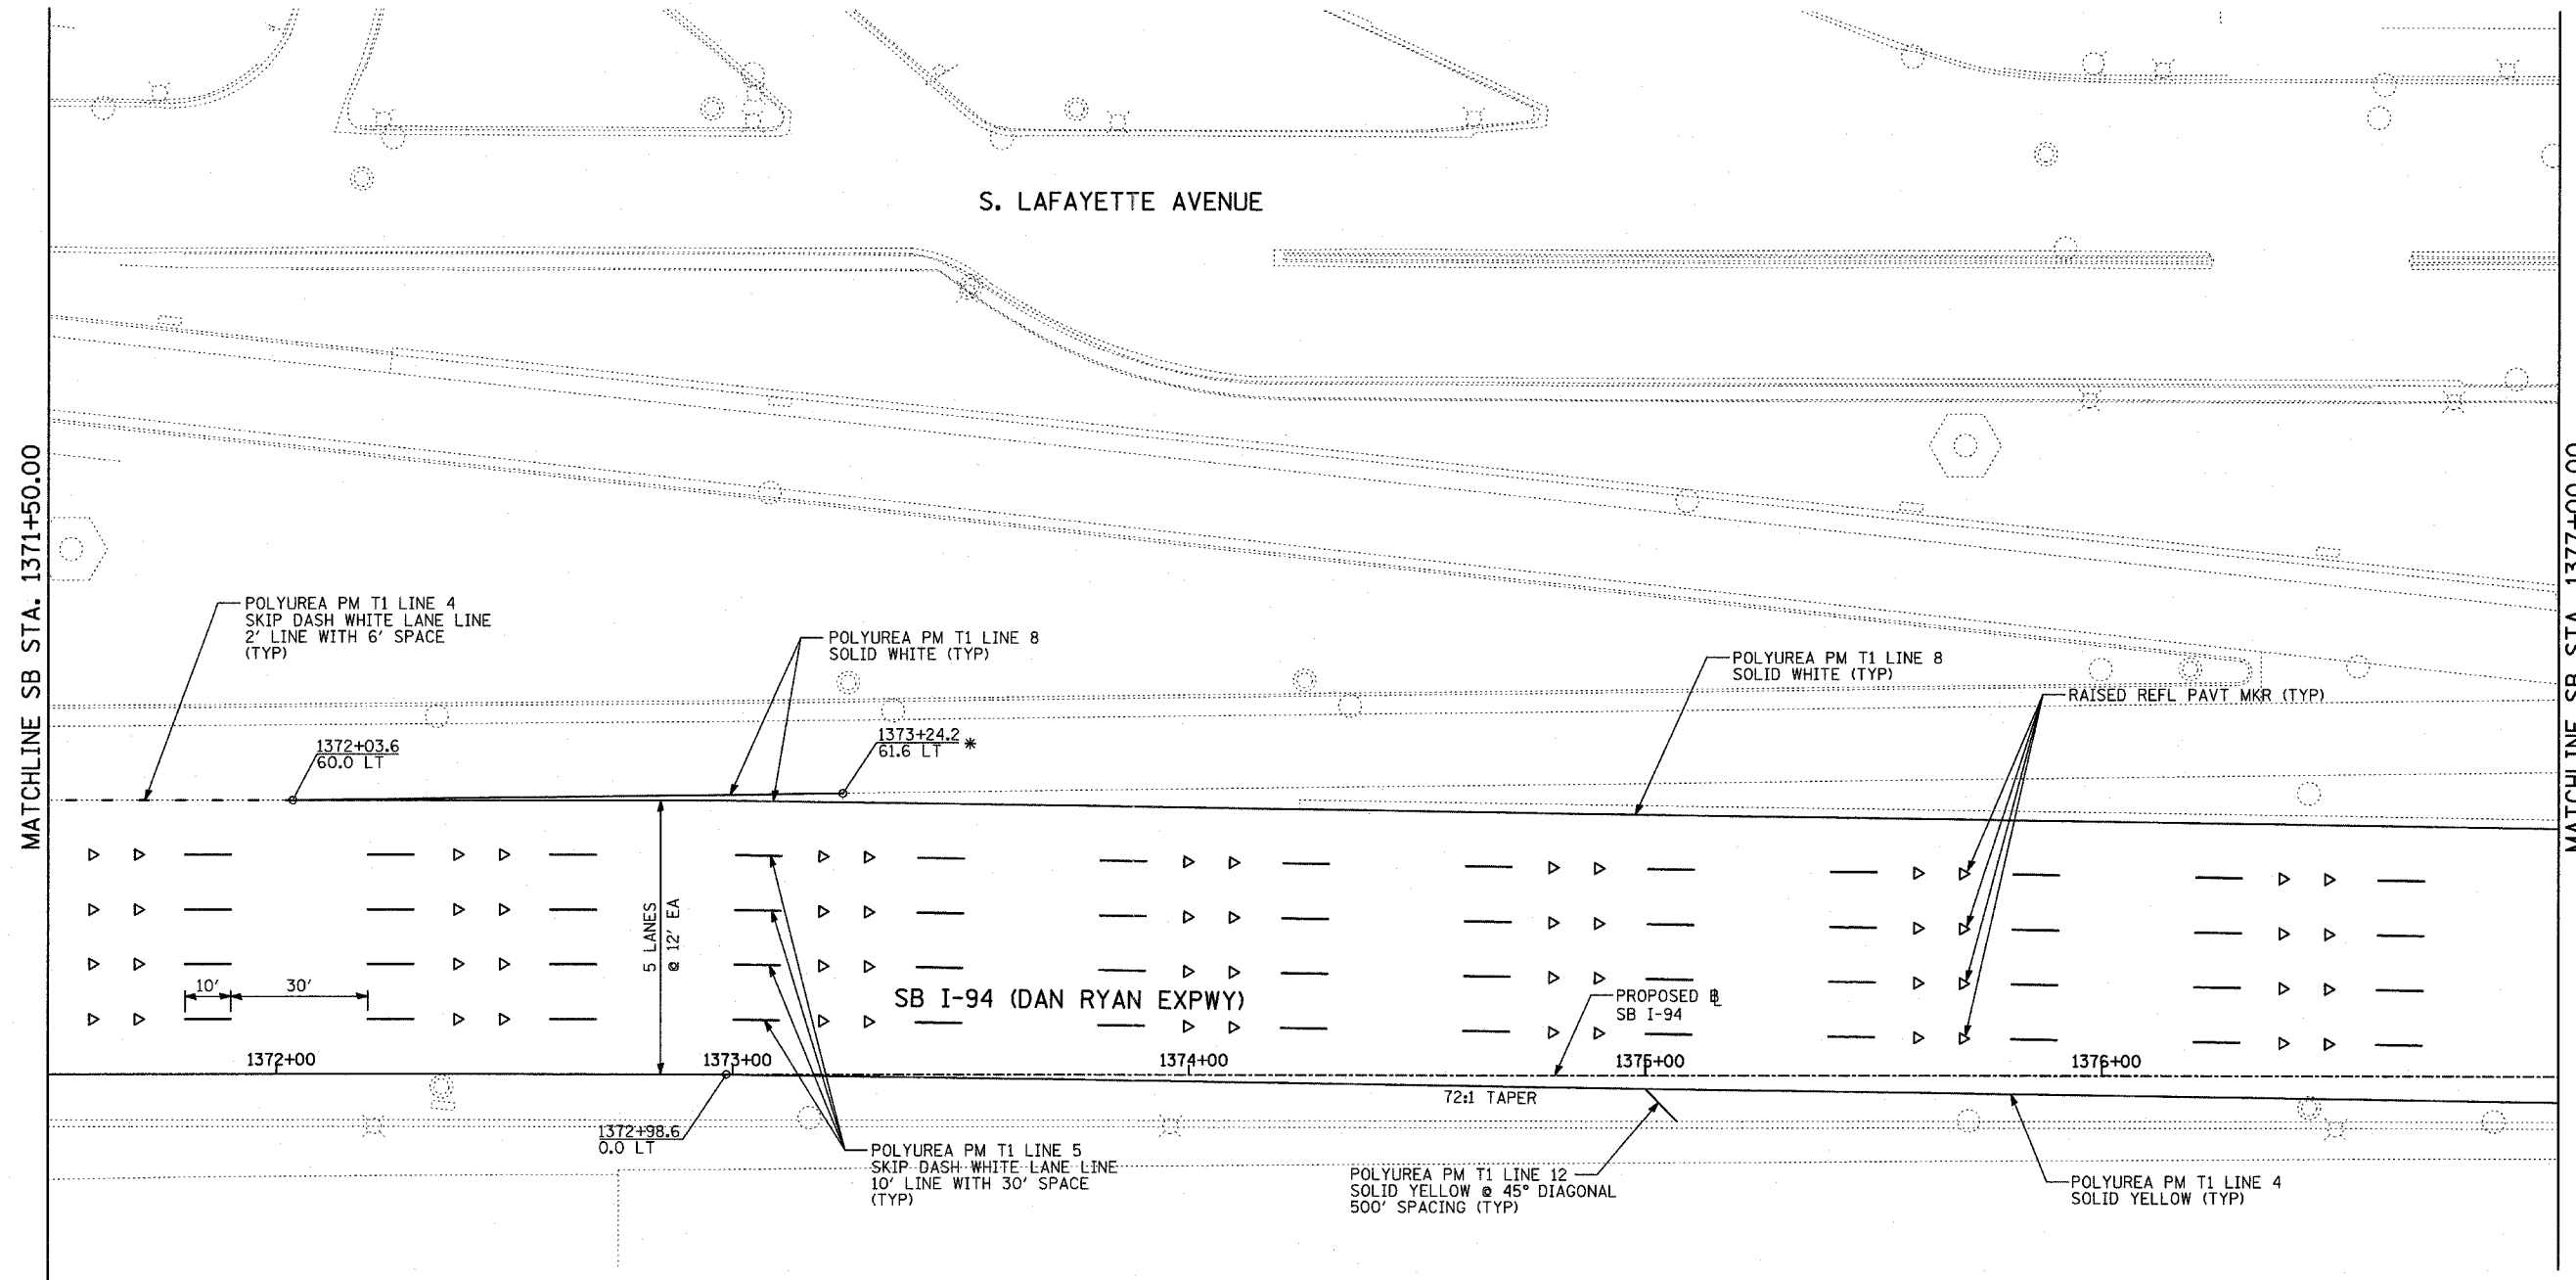 S. LAFAYETTE AVENUE
MATCHLINE SB STA. 1371+50.00
MATCHLINE SB STA. 1377+00.00
POLYUREA PM T1 LINE 4
SKIP DASH WHITE LANE LINE
2' LINE WITH 6' SPACE
(TYP)
POLYUREA PM T1 LINE 8
SOLID WHITE (TYP)
POLYUREA PM T1 LINE 8
SOLID WHITE (TYP)
RAISED REFL PAVT MKR (TYP)
1372+03.6
60.0 LT
1373+24.2 *
61.6 LT
5 LANES
@ 12' EA
10'
30'
SB I-94 (DAN RYAN EXPWY)
PROPOSED ℄
SB I-94
1372+00
1373+00
1374+00
1375+00
1376+00
72:1 TAPER
1372+98.6
0.0 LT
POLYUREA PM T1 LINE 5
SKIP DASH WHITE LANE LINE
10' LINE WITH 30' SPACE
(TYP)
POLYUREA PM T1 LINE 12
SOLID YELLOW @ 45° DIAGONAL
500' SPACING (TYP)
POLYUREA PM T1 LINE 4
SOLID YELLOW (TYP)